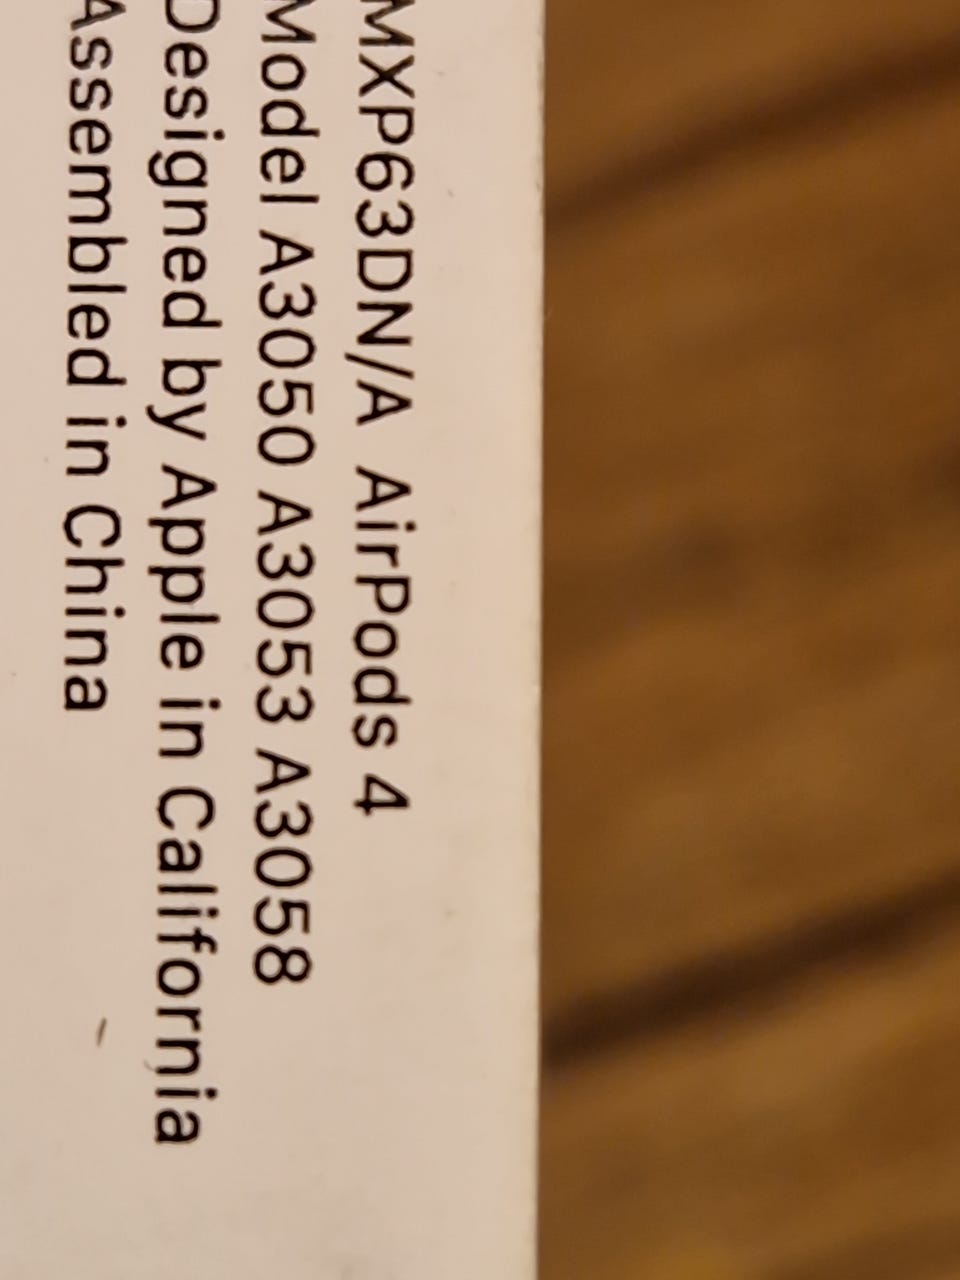 MXP63DN/A AirPods 4
Model A3050 A3053 A3058
Designed by Apple in California
Assembled in China